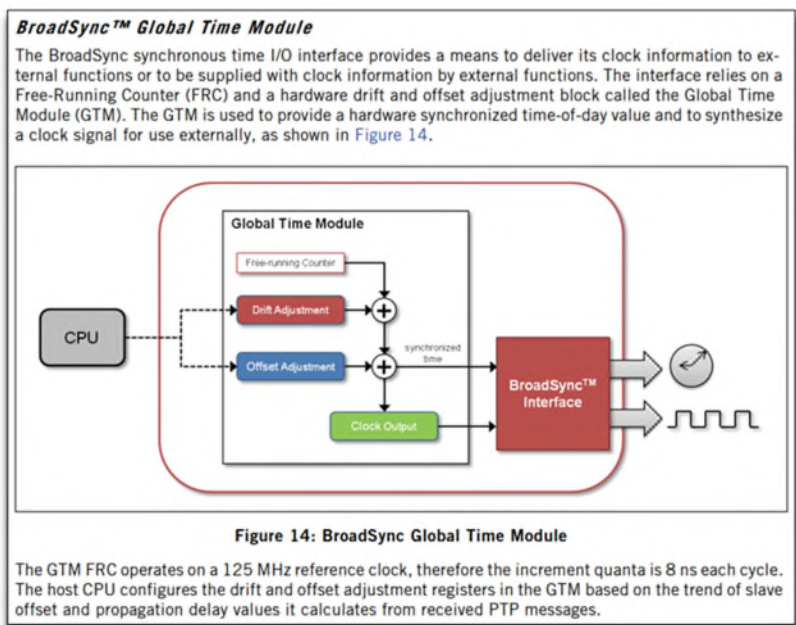 BroadSync™ Global Time Module
The BroadSync synchronous time I/O interface provides a means to deliver its clock information to ex-
ternal functions or to be supplied with clock information by external functions. The interface relies on a
Free-Running Counter (FRC) and a hardware drift and offset adjustment block called the Global Time
Module (GTM). The GTM is used to provide a hardware synchronized time-of-day value and to synthesize
a clock signal for use externally, as shown in Figure 14.
Global Time Module
Free-running Counter
Drift Adjustment
CPU
Offset Adjustment
synchronized
time
BroadSync™
Interface
Clock Output
Figure 14: BroadSync Global Time Module
The GTM FRC operates on a 125 MHz reference clock, therefore the increment quanta is 8 ns each cycle.
The host CPU configures the drift and offset adjustment registers in the GTM based on the trend of slave
offset and propagation delay values it calculates from received PTP messages.